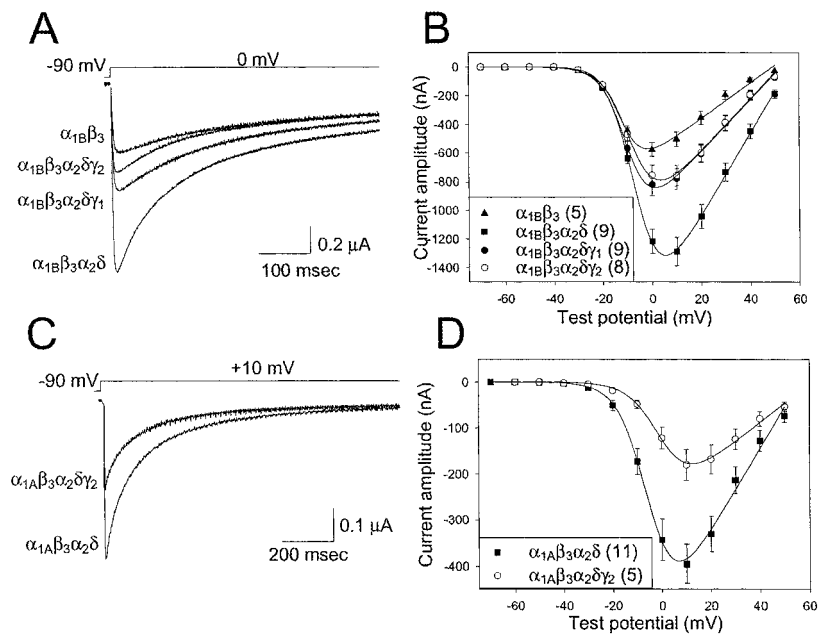 A
-90 mV
0 mV
α1Bβ3
α1Bβ3α2δγ2
α1Bβ3α2δγ1
α1Bβ3α2δ
0.2 µA
100 msec
B
Current amplitude (nA)
0
-200
-400
-600
-800
-1000
-1200
-1400
α1Bβ3 (5)
α1Bβ3α2δ (9)
α1Bβ3α2δγ1 (9)
α1Bβ3α2δγ2 (8)
-60 -40 -20 0 20 40 60
Test potential (mV)
C
-90 mV
+10 mV
α1Aβ3α2δγ2
α1Aβ3α2δ
0.1 µA
200 msec
D
Current amplitude (nA)
0
-100
-200
-300
-400
α1Aβ3α2δ (11)
α1Aβ3α2δγ2 (5)
-60 -40 -20 0 20 40 60
Test potential (mV)